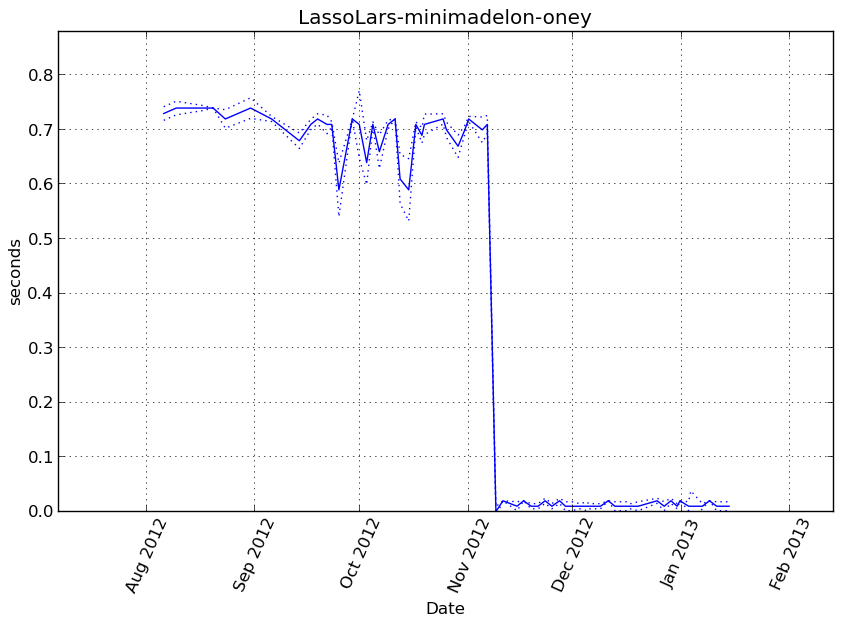 LassoLars-minimadelon-oney
0.8
0.7
0.6
0.5
0.4
0.3
0.2
0.1
0.0
seconds
Aug 2012
Sep 2012
Oct 2012
Nov 2012
Dec 2012
Jan 2013
Feb 2013
Date